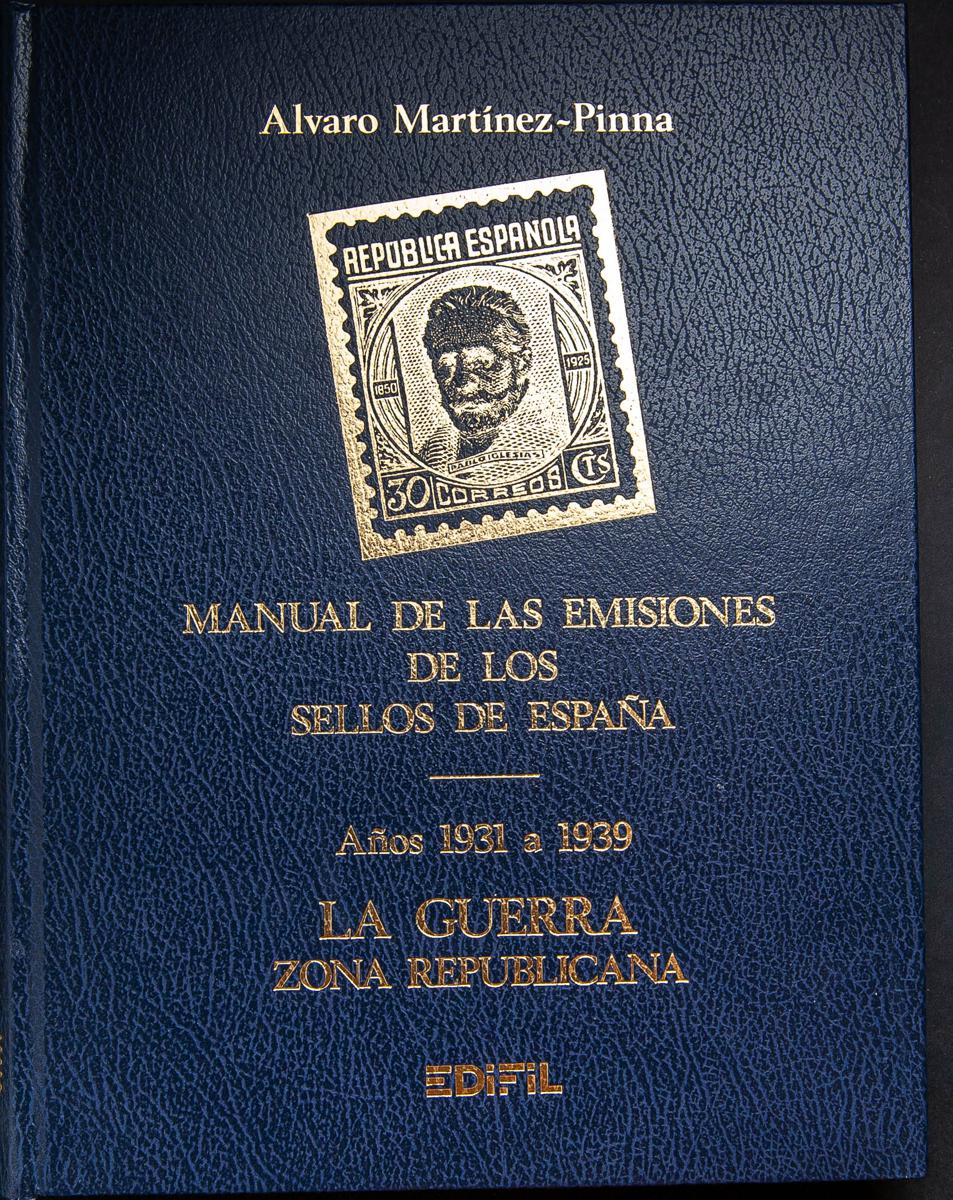 Alvaro Martínez-Pinna
REPÚBLICA ESPAÑOLA
1850
1925
PABLO IGLESIAS
30 CORREOS CTS
MANUAL DE LAS EMISIONES
DE LOS
SELLOS DE ESPAÑA
Años 1931 a 1939
LA GUERRA
ZONA REPUBLICANA
EDIFIL